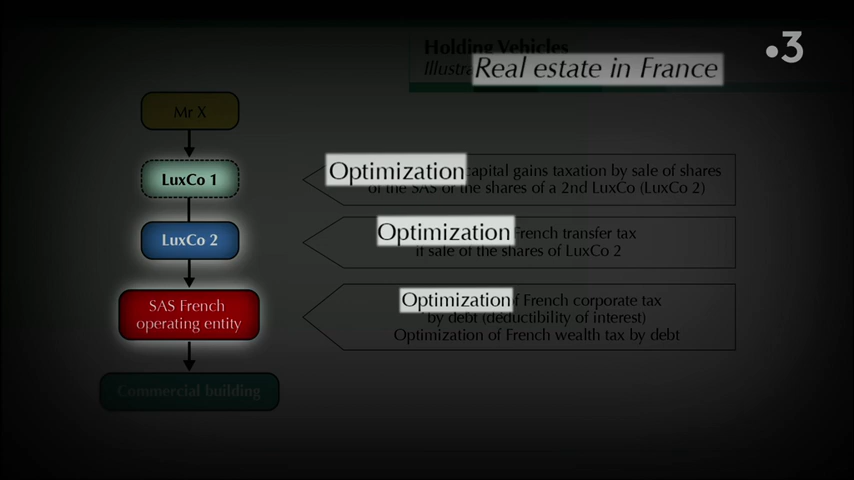 3
Holding Vehicles
Real estate in France
Mr X
LuxCo 1
Optimization capital gains taxation by sale of shares
of the SAS or the shares of a 2nd LuxCo (LuxCo 2)
LuxCo 2
Optimization French transfer tax
if sale of the shares of LuxCo 2
SAS French
operating entity
Optimization of French corporate tax
by debt (deductibility of interest)
Optimization of French wealth tax by debt
Commercial building